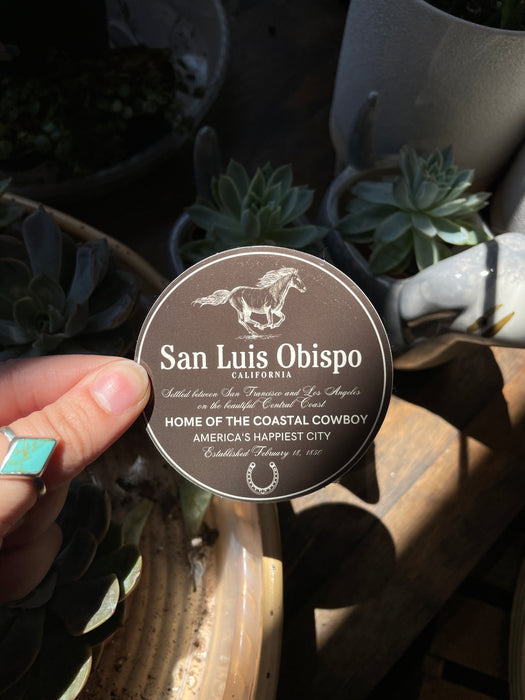 San Luis Obispo
CALIFORNIA
Settled between San Francisco and Los Angeles
on the beautiful Central Coast
HOME OF THE COASTAL COWBOY
AMERICA'S HAPPIEST CITY
Established February 18, 1850